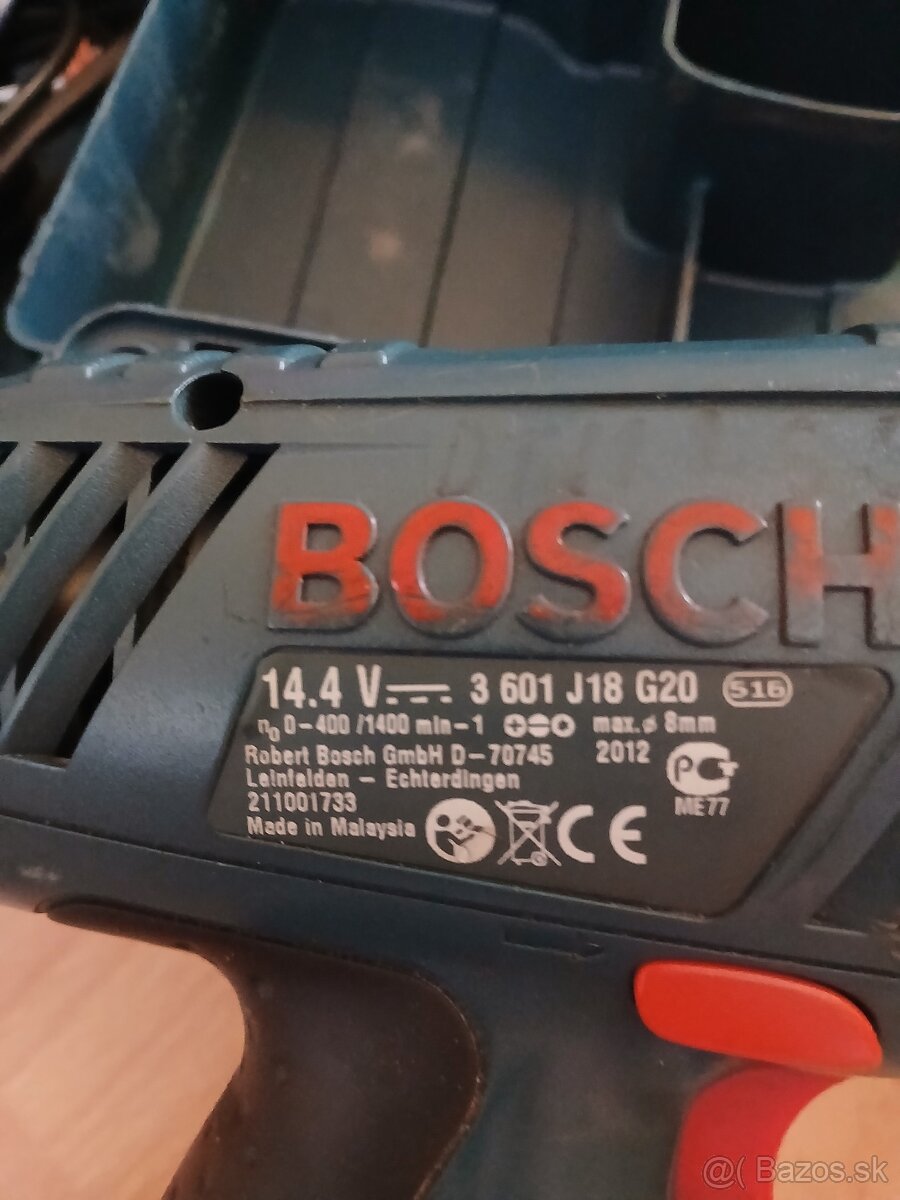 BOSCH
14.4 V 3 601 J18 G20 516
n0 0-400 /1400 min-1 max.ø 8mm
Robert Bosch GmbH D-70745 2012
Leinfelden - Echterdingen
211001733
Made in Malaysia CE
PCT
ME77
@( Bazos.sk